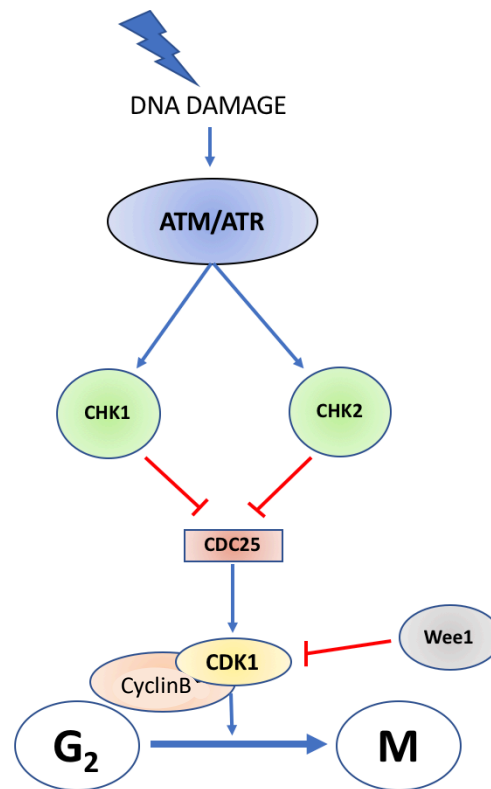 DNA DAMAGE
ATM/ATR
CHK1
CHK2
CDC25
CDK1
Wee1
CyclinB
G₂
M